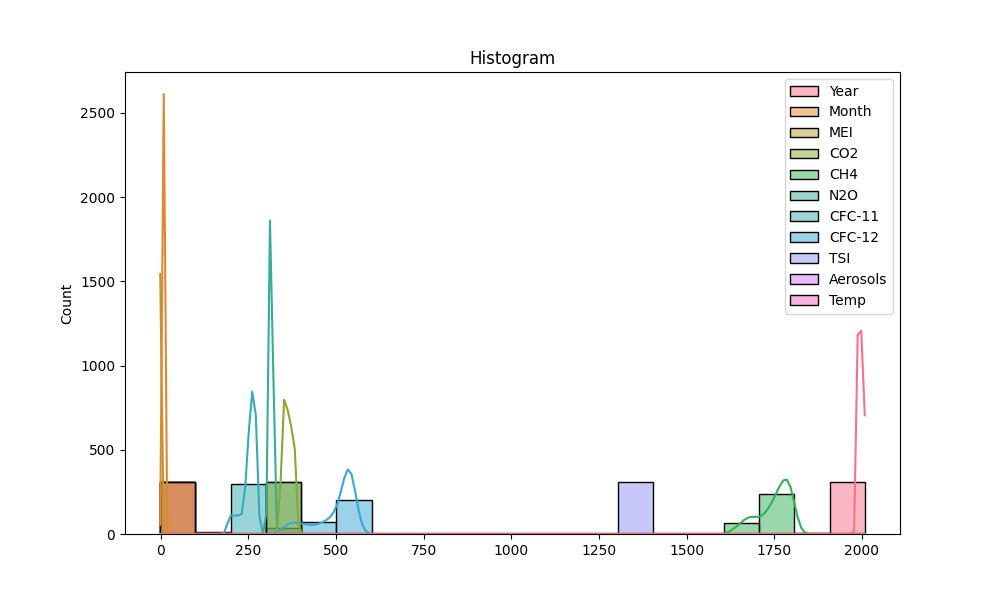 Histogram
Count
2500
2000
1500
1000
500
0
0
250
500
750
1000
1250
1500
1750
2000
Year
Month
MEI
CO2
CH4
N2O
CFC-11
CFC-12
TSI
Aerosols
Temp